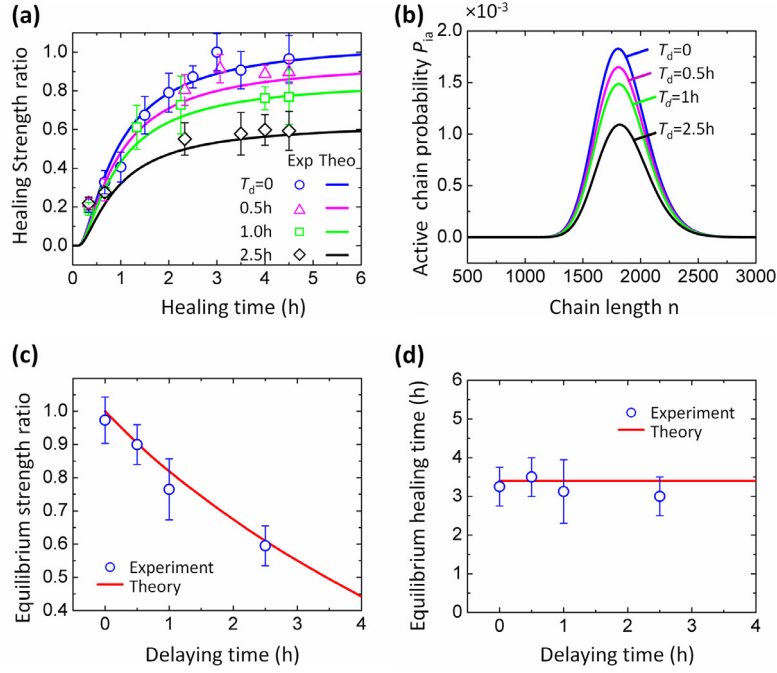 (a)
Healing Strength ratio
1.0
0.8
0.6
0.4
0.2
0.0
Exp Theo
T_d=0
0.5h
1.0h
2.5h
0 1 2 3 4 5 6
Healing time (h)
(b)
×10⁻³
Active chain probability P_ia
2.0
1.5
1.0
0.5
0.0
T_d=0
T_d=0.5h
T_d=1h
T_d=2.5h
500 1000 1500 2000 2500 3000
Chain length n
(c)
Equilibrium strength ratio
1.0
0.9
0.8
0.7
0.6
0.5
0.4
Experiment
Theory
0 1 2 3 4
Delaying time (h)
(d)
Equilibrium healing time (h)
6
5
4
3
2
1
0
Experiment
Theory
0 1 2 3 4
Delaying time (h)